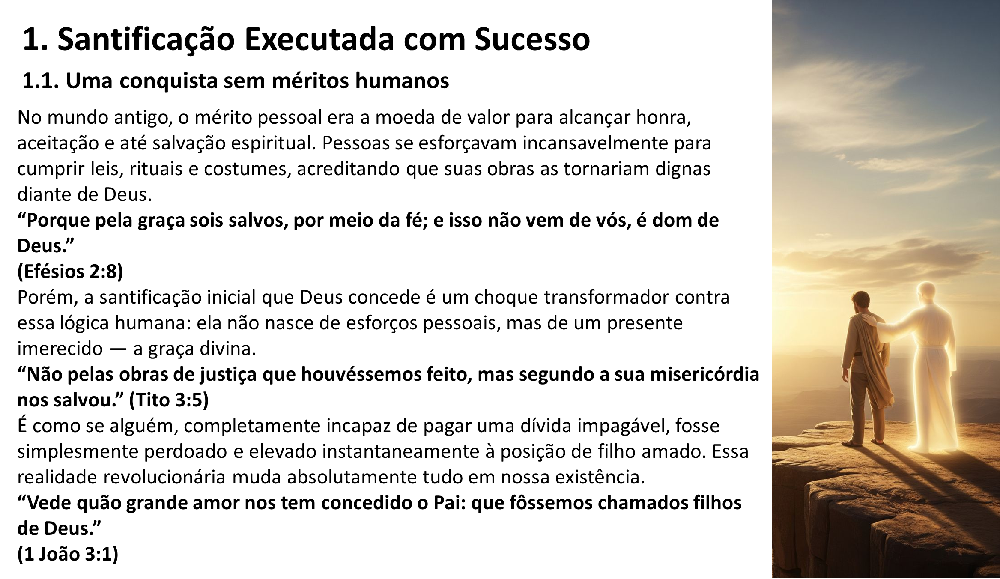 1. Santificação Executada com Sucesso
1.1. Uma conquista sem méritos humanos
No mundo antigo, o mérito pessoal era a moeda de valor para alcançar honra,
aceitação e até salvação espiritual. Pessoas se esforçavam incansavelmente para
cumprir leis, rituais e costumes, acreditando que suas obras as tornariam dignas
diante de Deus.
“Porque pela graça sois salvos, por meio da fé; e isso não vem de vós, é dom de
Deus.”
(Efésios 2:8)
Porém, a santificação inicial que Deus concede é um choque transformador contra
essa lógica humana: ela não nasce de esforços pessoais, mas de um presente
imerecido — a graça divina.
“Não pelas obras de justiça que houvéssemos feito, mas segundo a sua misericórdia
nos salvou.” (Tito 3:5)
É como se alguém, completamente incapaz de pagar uma dívida impagável, fosse
simplesmente perdoado e elevado instantaneamente à posição de filho amado. Essa
realidade revolucionária muda absolutamente tudo em nossa existência.
“Vede quão grande amor nos tem concedido o Pai: que fôssemos chamados filhos
de Deus.”
(1 João 3:1)